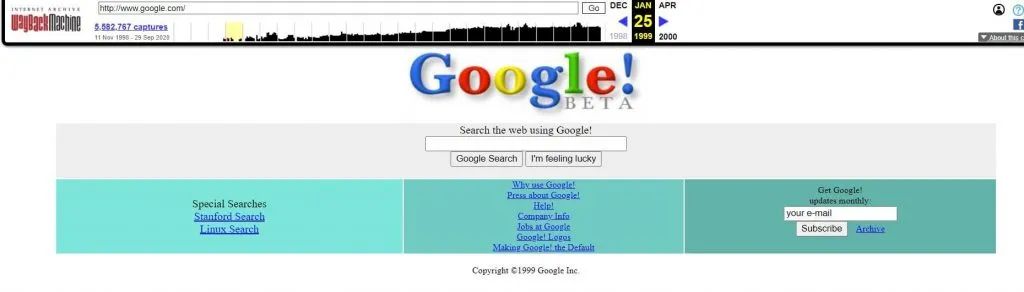 INTERNET ARCHIVE
WayBackMachine
http://www.google.com/
Go
5,582,767 captures
11 Nov 1998 - 29 Sep 2020
DEC JAN APR
25
1998 1999 2000
About this c
Google!
BETA
Search the web using Google!
Google Search I'm feeling lucky
Special Searches
Stanford Search
Linux Search
Why use Google!
Press about Google!
Help!
Company Info
Jobs at Google
Google! Logos
Making Google! the Default
Get Google!
updates monthly:
your e-mail
Subscribe Archive
Copyright ©1999 Google Inc.